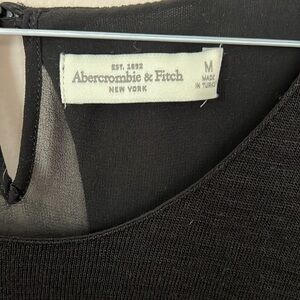 EST. 1892
Abercrombie & Fitch
NEW YORK
M
MADE
IN TURKEY